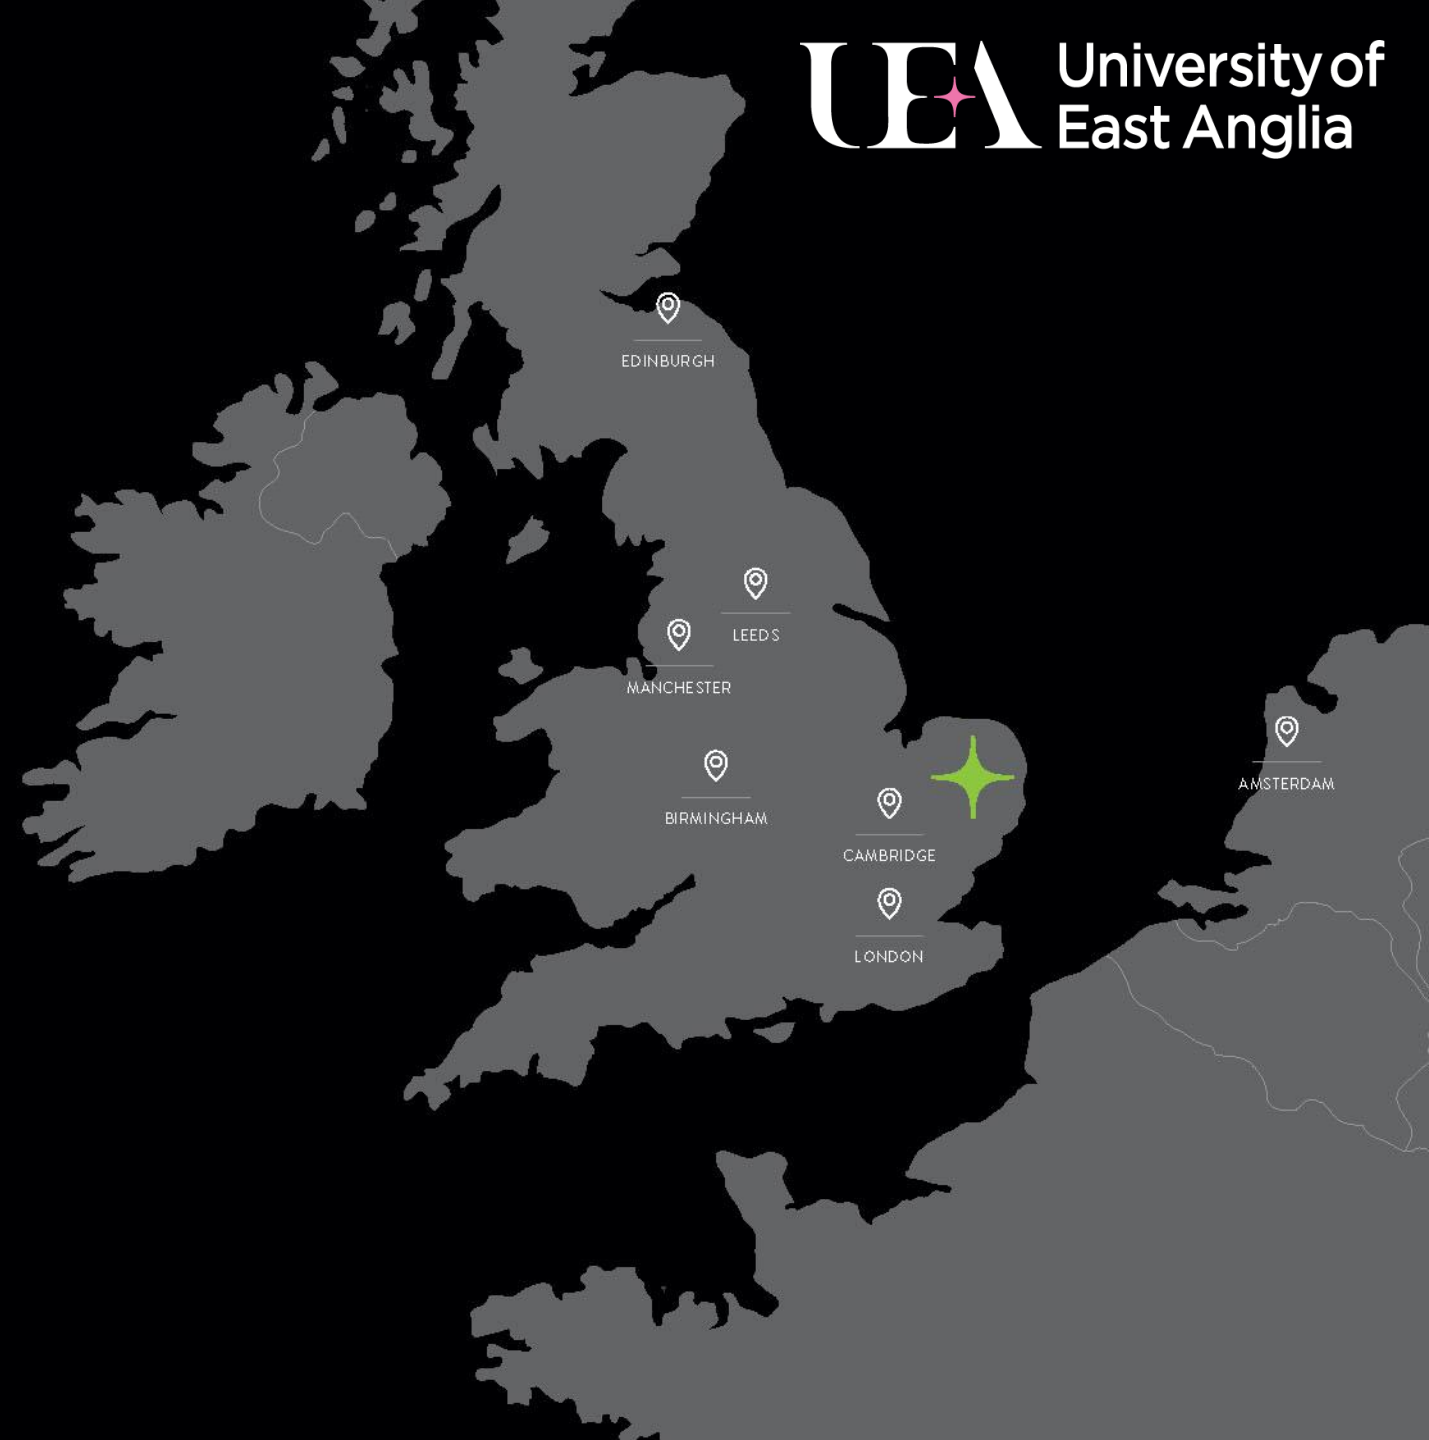 UEA University of
East Anglia
EDINBURGH
LEEDS
MANCHESTER
BIRMINGHAM
AMSTERDAM
CAMBRIDGE
LONDON